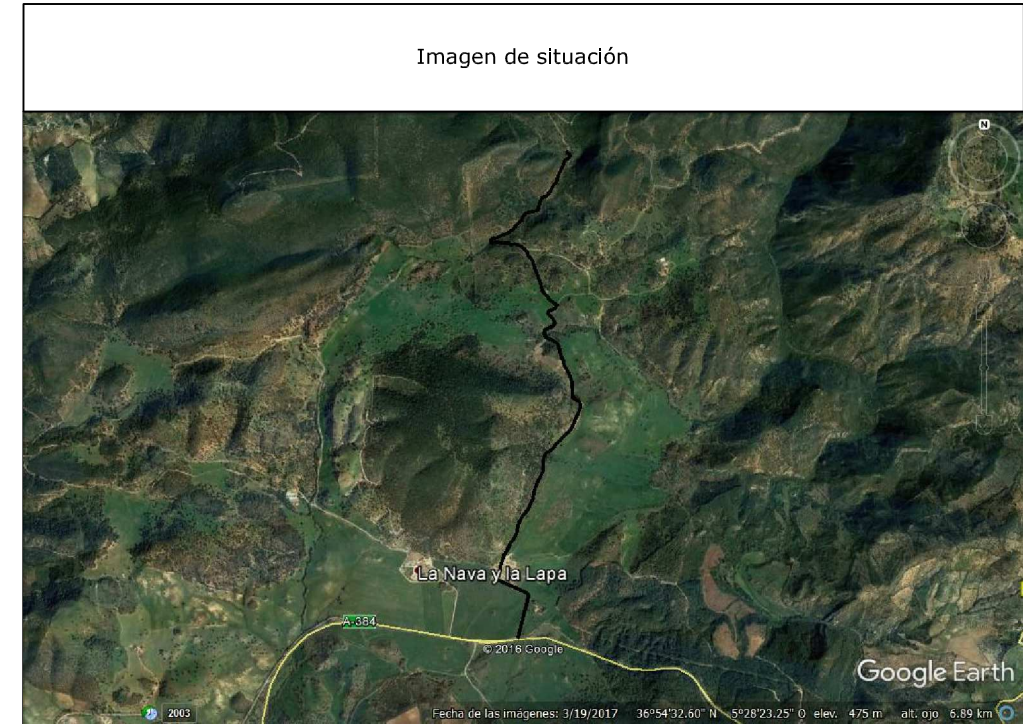 Imagen de situación
N
La Nava y la Lapa
A-384
© 2016 Google
Google Earth
2003
Fecha de las imágenes: 3/19/2017 36°54'32.60" N 5°28'23.25" O elev. 475 m alt. ojo 6.89 km